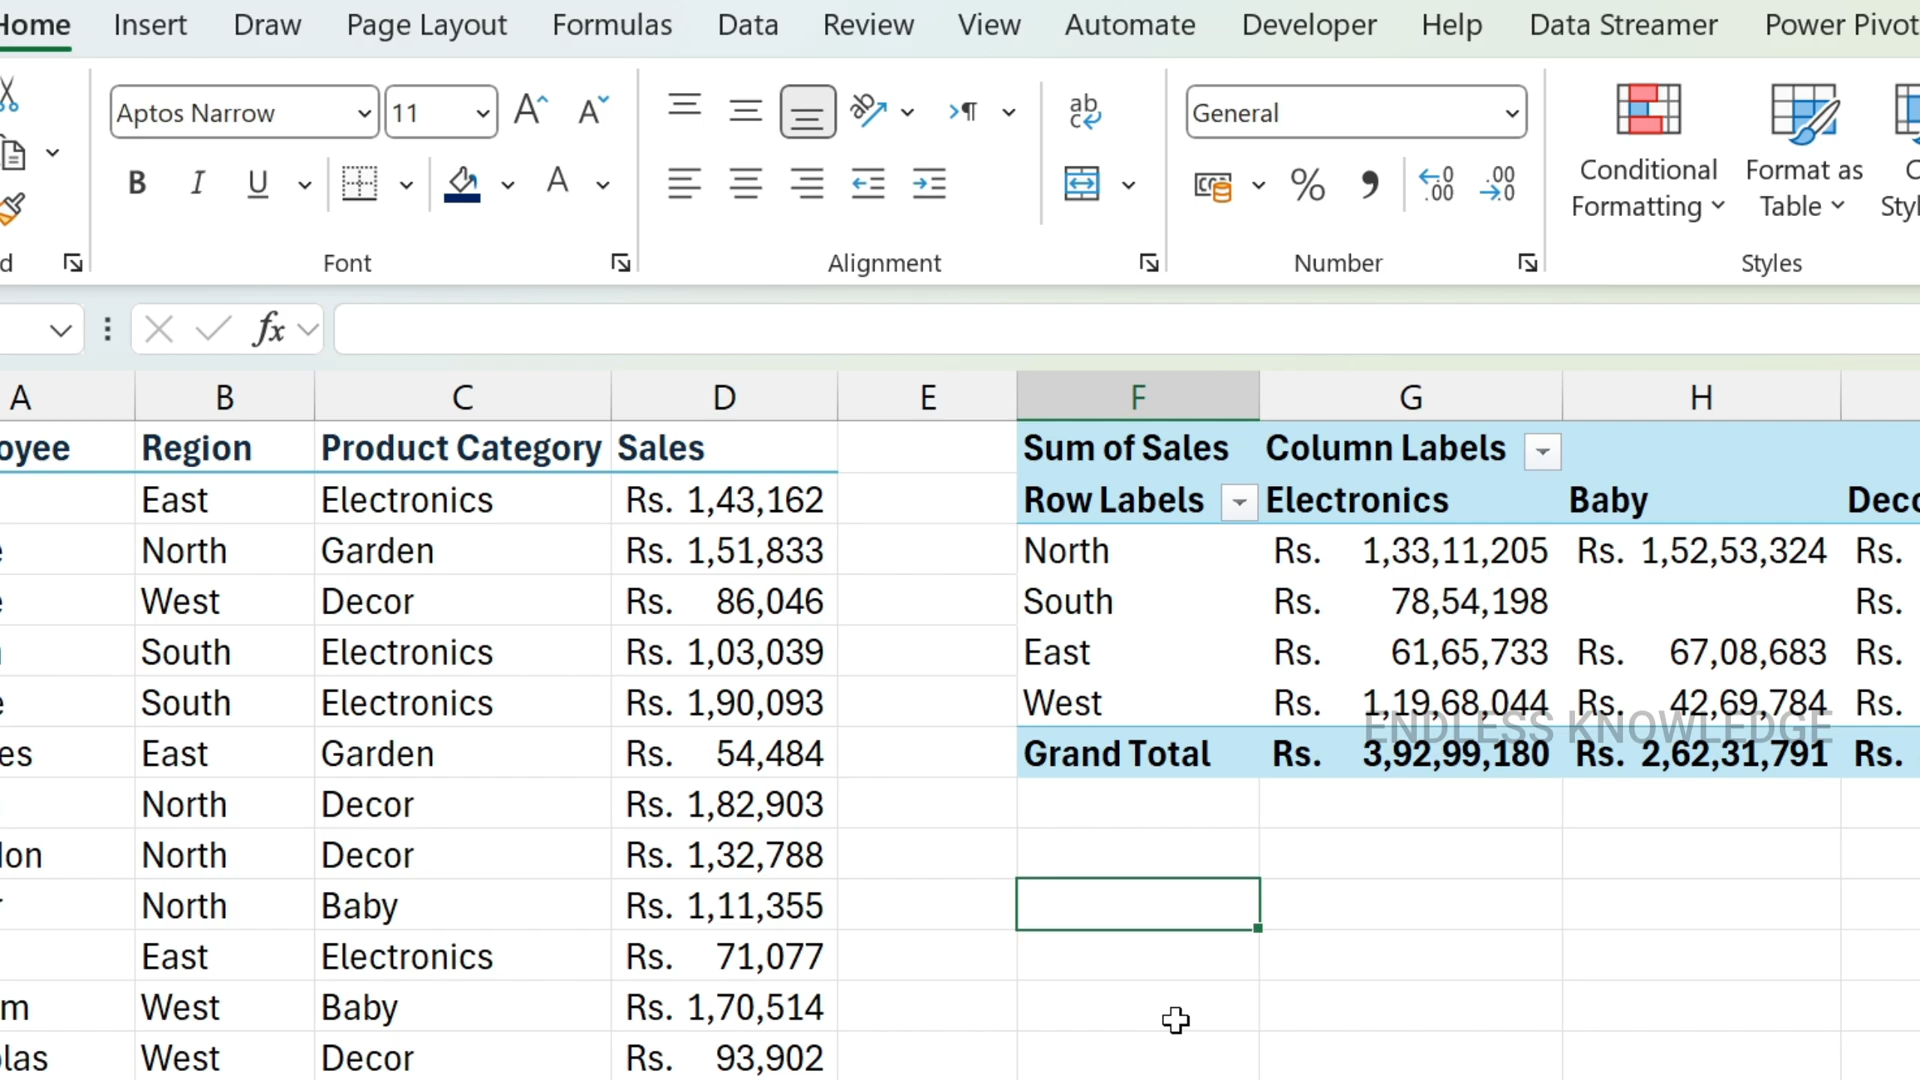 Home Insert Draw Page Layout Formulas Data Review View Automate Developer Help Data Streamer Power Pivot
Aptos Narrow 11 General
Conditional Formatting
Format as Table
B I U
Font Alignment Number Styles
fx
A B C D E F G H
oyee Region Product Category Sales Sum of Sales Column Labels
East Electronics Rs. 1,43,162 Row Labels Electronics Baby Deco
North Garden Rs. 1,51,833 North Rs. 1,33,11,205 Rs. 1,52,53,324 Rs.
West Decor Rs. 86,046 South Rs. 78,54,198 Rs.
South Electronics Rs. 1,03,039 East Rs. 61,65,733 Rs. 67,08,683 Rs.
South Electronics Rs. 1,90,093 West Rs. 1,19,68,044 Rs. 42,69,784 Rs.
ENDLESS KNOWLEDGE
es East Garden Rs. 54,484 Grand Total Rs. 3,92,99,180 Rs. 2,62,31,791 Rs.
North Decor Rs. 1,82,903
don North Decor Rs. 1,32,788
North Baby Rs. 1,11,355
East Electronics Rs. 71,077
m West Baby Rs. 1,70,514
olas West Decor Rs. 93,902